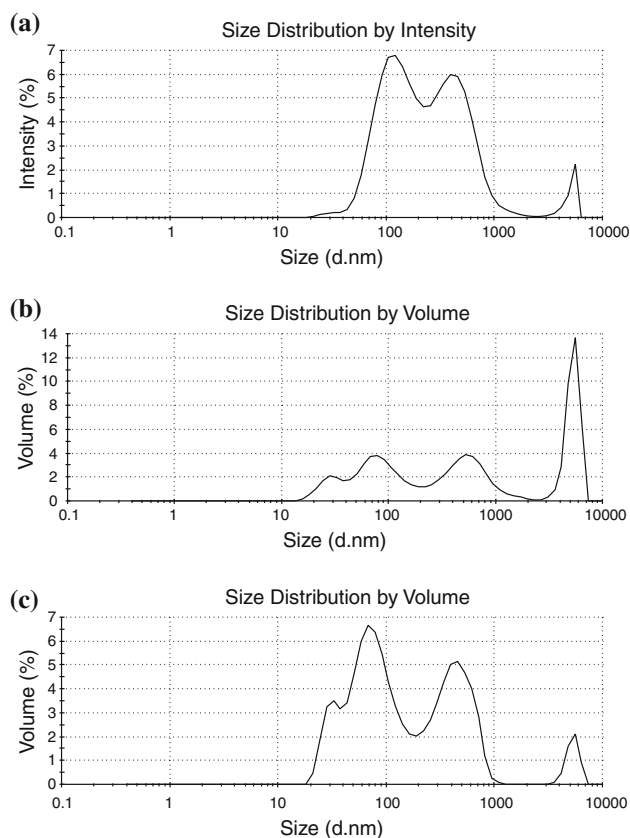 (a)
Size Distribution by Intensity
7
6
5
4
3
2
1
0
Intensity (%)
0.1 1 10 100 1000 10000
Size (d.nm)
(b)
Size Distribution by Volume
14
12
10
8
6
4
2
0
Volume (%)
0.1 1 10 100 1000 10000
Size (d.nm)
(c)
Size Distribution by Volume
7
6
5
4
3
2
1
0
Volume (%)
0.1 1 10 100 1000 10000
Size (d.nm)